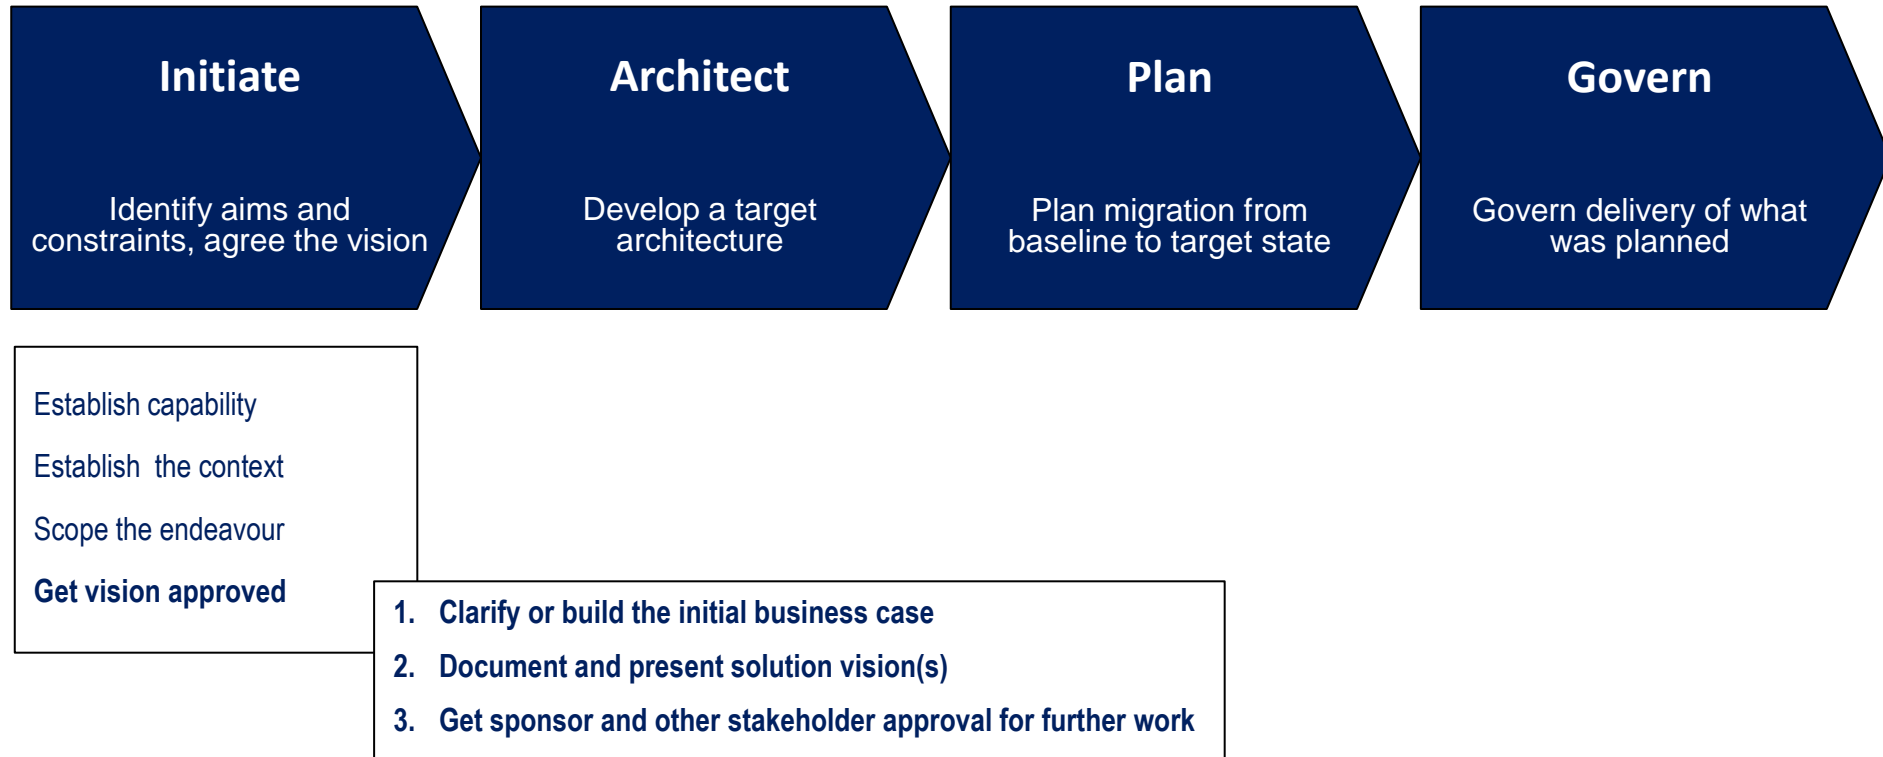 Initiate
Identify aims and
constraints, agree the vision
Architect
Develop a target
architecture
Plan
Plan migration from
baseline to target state
Govern
Govern delivery of what
was planned
Establish capability
Establish the context
Scope the endeavour
Get vision approved
1. Clarify or build the initial business case
2. Document and present solution vision(s)
3. Get sponsor and other stakeholder approval for further work